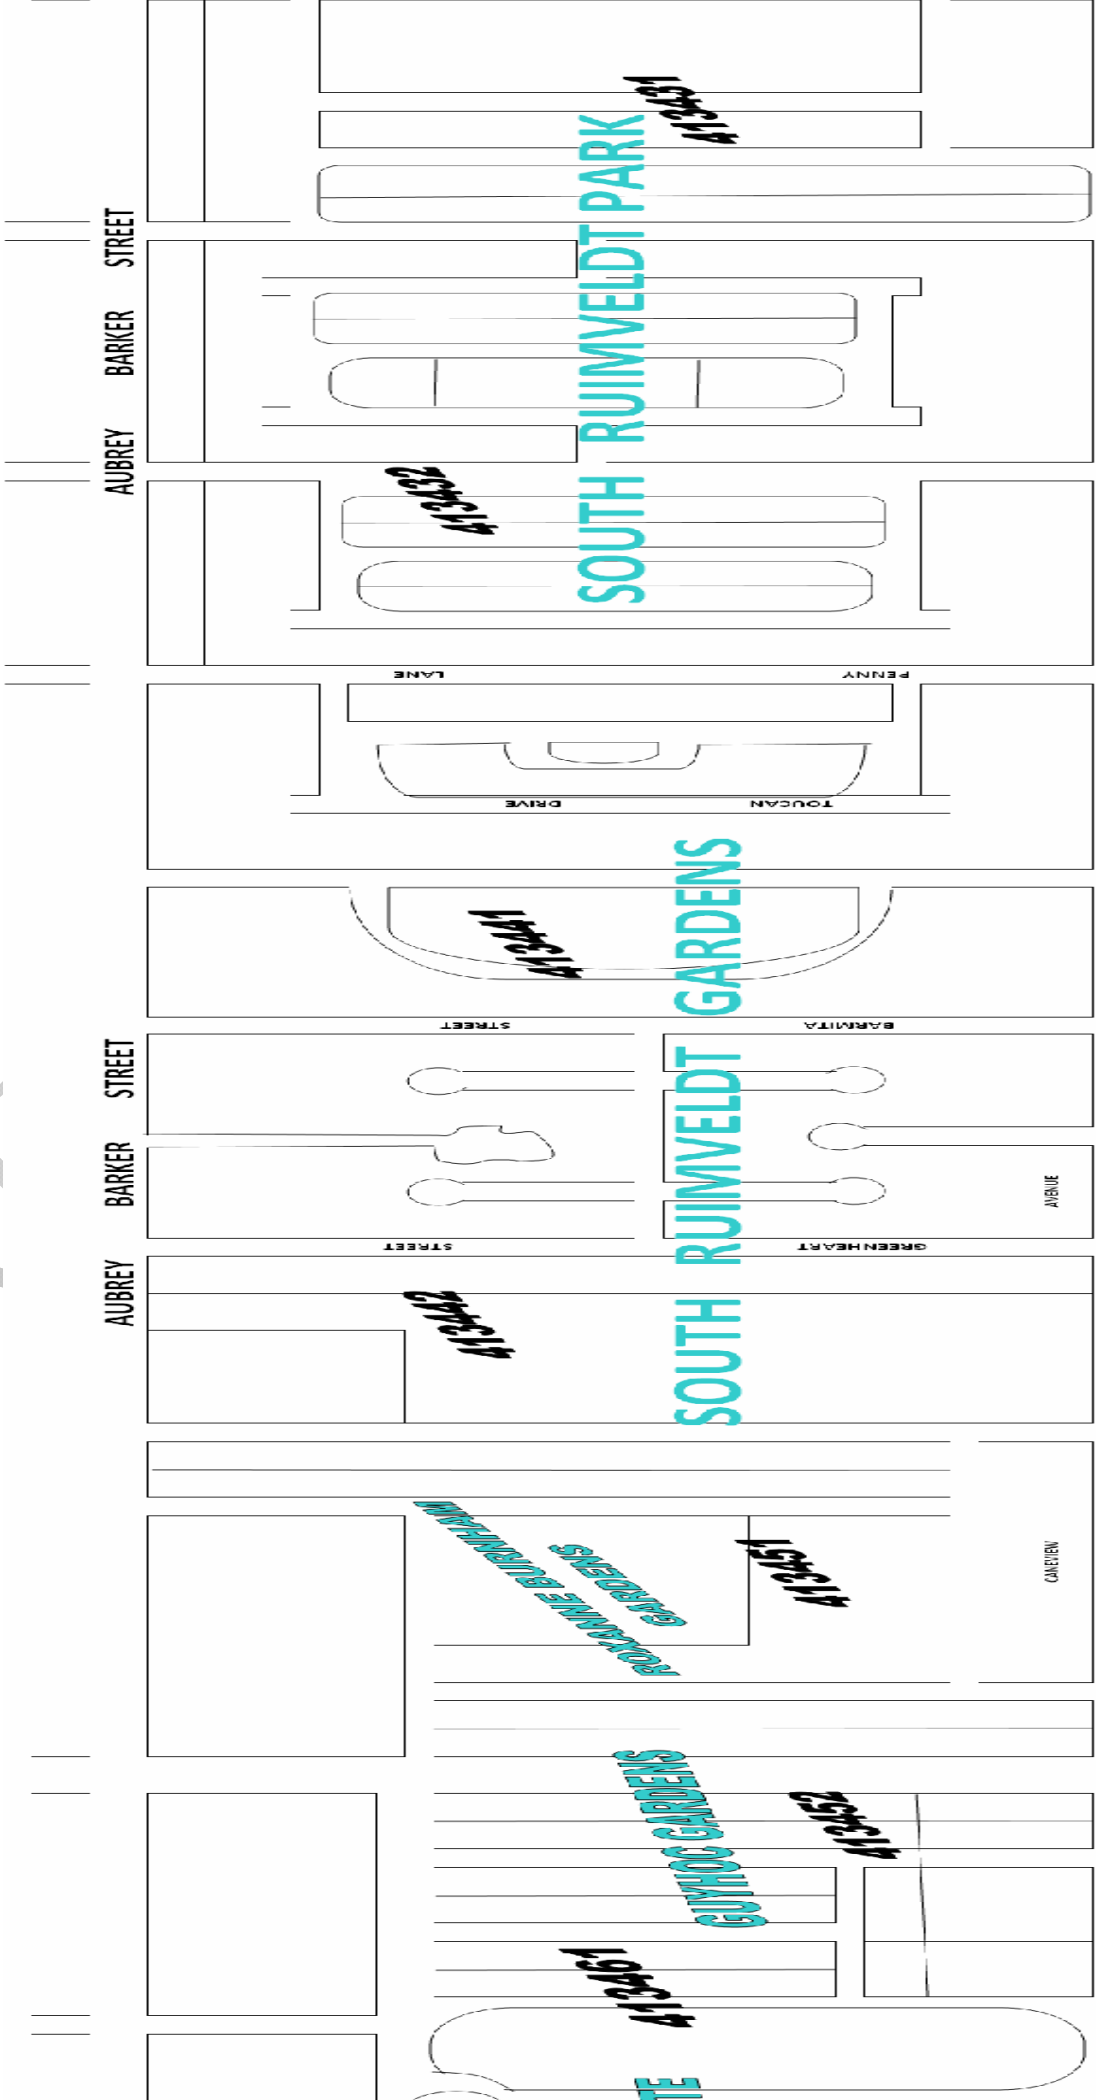 413431
SOUTH RUIMVELDT PARK
AUBREY BARKER STREET
413432
PENNY LANE
TOUCAN DRIVE
SOUTH RUIMVELDT GARDENS
413441
BARMITA STREET
AUBREY BARKER STREET
GREENHEART STREET
413442
CANEVIEW AVENUE
ROXANNE BURNHAM
GARDENS
413451
GUYHOC GARDENS
413452
413461
TE